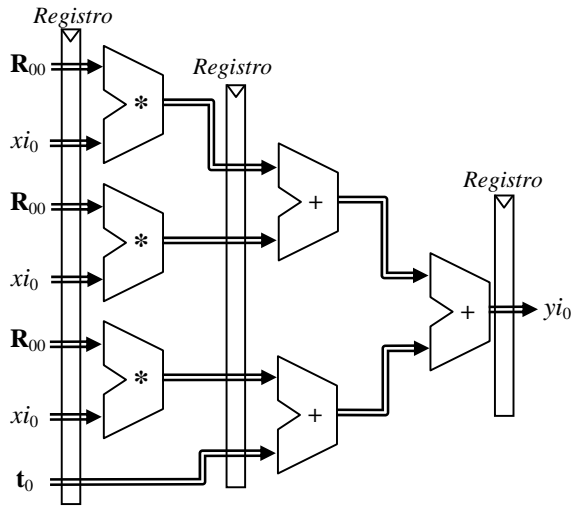 Registro
R00
xi0
*
Registro
R00
xi0
*
+
Registro
R00
xi0
*
+
+
yi0
t0